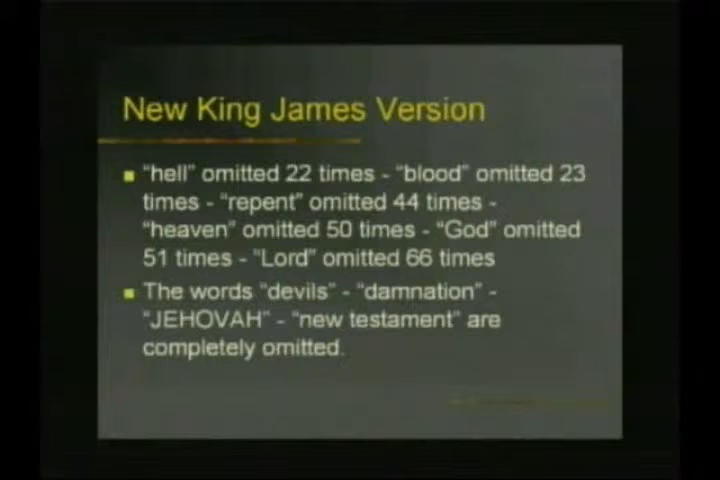 New King James Version
"hell" omitted 22 times - "blood" omitted 23
times - "repent" omitted 44 times -
"heaven" omitted 50 times - "God" omitted
51 times - "Lord" omitted 66 times
The words "devils" - "damnation" -
"JEHOVAH" - "new testament" are
completely omitted.